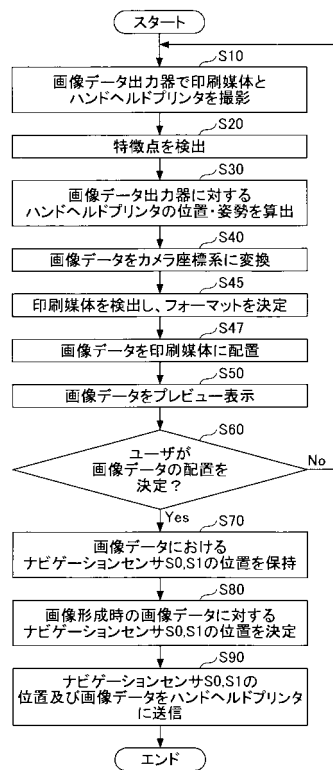 スタート
S10
画像データ出力器で印刷媒体と
ハンドヘルドプリンタを撮影
S20
特徴点を検出
S30
画像データ出力器に対する
ハンドヘルドプリンタの位置・姿勢を算出
S40
画像データをカメラ座標系に変換
S45
印刷媒体を検出し、フォーマットを決定
S47
画像データを印刷媒体に配置
S50
画像データをプレビュー表示
S60
ユーザが
画像データの配置を
決定？
No
Yes
S70
画像データにおける
ナビゲーションセンサS0,S1の位置を保持
S80
画像形成時の画像データに対する
ナビゲーションセンサS0,S1の位置を決定
S90
ナビゲーションセンサS0,S1の
位置及び画像データをハンドヘルドプリンタ
に送信
エンド